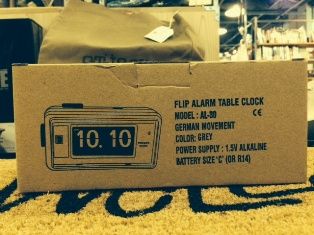 FLIP ALARM TABLE CLOCK
MODEL: AL-80
CE
GERMAN MOVEMENT
COLOR: GREY
POWER SUPPLY : 1.5V ALKALINE
BATTERY SIZE 'C' (OR R14)
10 10